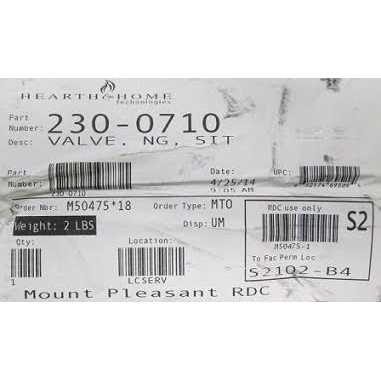 HEARTH & HOME
technologies
Part
Number: 230-0710
Desc: VALVE, NG, SIT
Part
Number:
230-0710
Date:
4/25/14
9:05 AM
UPC:
Order Nbr: M50475*18
Order Type: MTO
Weight: 2 LBS
Disp: UM
RDC use only
S2
M50475-1
To Fac Perm Loc
S2102-B4
Qty:
1
Location:
LCSERV
Mount Pleasant RDC